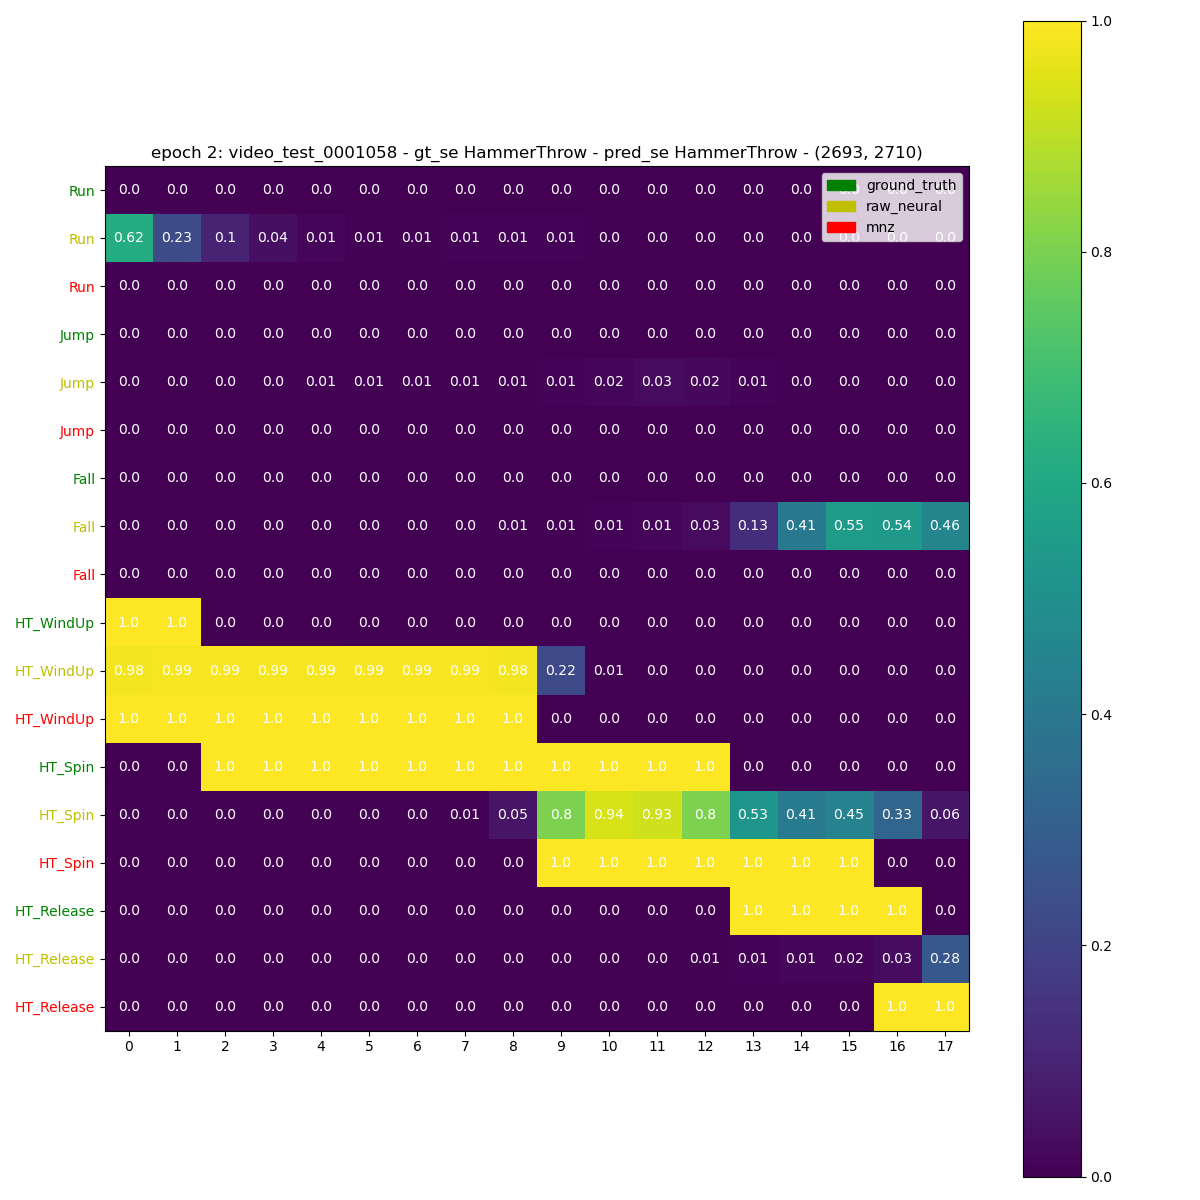 epoch 2: video_test_0001058 - gt_se HammerThrow - pred_se HammerThrow - (2693, 2710)
ground_truth
raw_neural
mnz
Run 0.0 0.0 0.0 0.0 0.0 0.0 0.0 0.0 0.0 0.0 0.0 0.0 0.0 0.0 0.0 0.0
Run 0.62 0.23 0.1 0.04 0.01 0.01 0.01 0.01 0.01 0.01 0.0 0.0 0.0 0.0 0.0 0.0 0.0 0.0
Run 0.0 0.0 0.0 0.0 0.0 0.0 0.0 0.0 0.0 0.0 0.0 0.0 0.0 0.0 0.0 0.0 0.0 0.0
Jump 0.0 0.0 0.0 0.0 0.0 0.0 0.0 0.0 0.0 0.0 0.0 0.0 0.0 0.0 0.0 0.0 0.0 0.0
Jump 0.0 0.0 0.0 0.0 0.01 0.01 0.01 0.01 0.01 0.01 0.02 0.03 0.02 0.01 0.0 0.0 0.0 0.0
Jump 0.0 0.0 0.0 0.0 0.0 0.0 0.0 0.0 0.0 0.0 0.0 0.0 0.0 0.0 0.0 0.0 0.0 0.0
Fall 0.0 0.0 0.0 0.0 0.0 0.0 0.0 0.0 0.0 0.0 0.0 0.0 0.0 0.0 0.0 0.0 0.0 0.0
Fall 0.0 0.0 0.0 0.0 0.0 0.0 0.0 0.0 0.01 0.01 0.01 0.01 0.03 0.13 0.41 0.55 0.54 0.46
Fall 0.0 0.0 0.0 0.0 0.0 0.0 0.0 0.0 0.0 0.0 0.0 0.0 0.0 0.0 0.0 0.0 0.0 0.0
HT_WindUp 1.0 1.0 0.0 0.0 0.0 0.0 0.0 0.0 0.0 0.0 0.0 0.0 0.0 0.0 0.0 0.0 0.0 0.0
HT_WindUp 0.98 0.99 0.99 0.99 0.99 0.99 0.99 0.99 0.98 0.22 0.01 0.0 0.0 0.0 0.0 0.0 0.0 0.0
HT_WindUp 1.0 1.0 1.0 1.0 1.0 1.0 1.0 1.0 1.0 0.0 0.0 0.0 0.0 0.0 0.0 0.0 0.0 0.0
HT_Spin 0.0 0.0 1.0 1.0 1.0 1.0 1.0 1.0 1.0 1.0 1.0 1.0 1.0 0.0 0.0 0.0 0.0 0.0
HT_Spin 0.0 0.0 0.0 0.0 0.0 0.0 0.0 0.01 0.05 0.8 0.94 0.93 0.8 0.53 0.41 0.45 0.33 0.06
HT_Spin 0.0 0.0 0.0 0.0 0.0 0.0 0.0 0.0 0.0 1.0 1.0 1.0 1.0 1.0 1.0 1.0 0.0 0.0
HT_Release 0.0 0.0 0.0 0.0 0.0 0.0 0.0 0.0 0.0 0.0 0.0 0.0 0.0 1.0 1.0 1.0 1.0 0.0
HT_Release 0.0 0.0 0.0 0.0 0.0 0.0 0.0 0.0 0.0 0.0 0.0 0.0 0.01 0.01 0.01 0.02 0.03 0.28
HT_Release 0.0 0.0 0.0 0.0 0.0 0.0 0.0 0.0 0.0 0.0 0.0 0.0 0.0 0.0 0.0 0.0 1.0 1.0
0 1 2 3 4 5 6 7 8 9 10 11 12 13 14 15 16 17
1.0
0.8
0.6
0.4
0.2
0.0